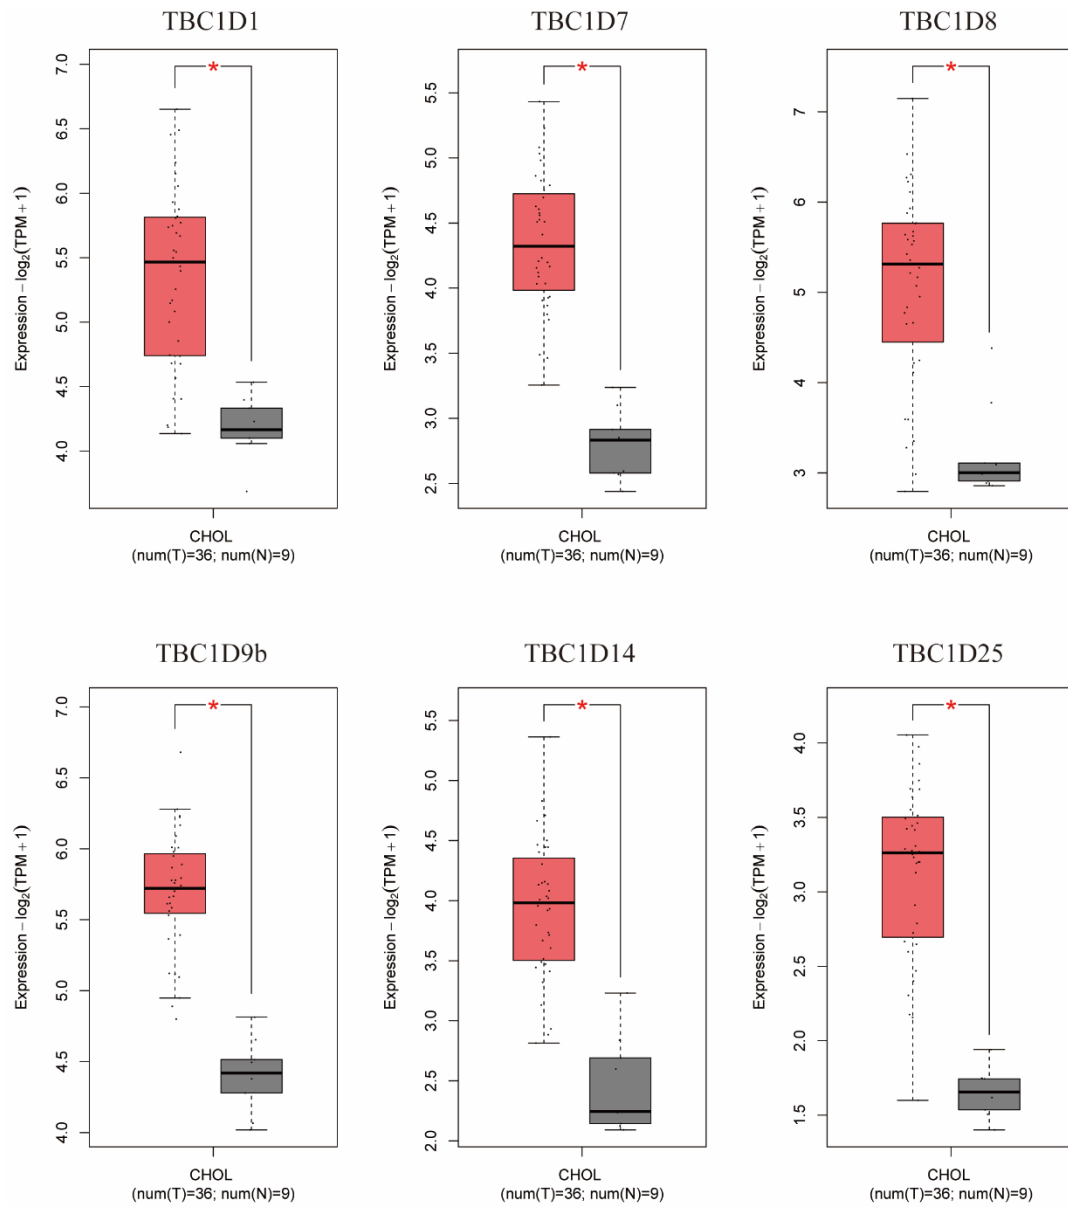 TBC1D1
TBC1D7
TBC1D8
7.0
6.5
6.0
5.5
5.0
4.5
4.0
Expression − log₂(TPM + 1)
*
CHOL
(num(T)=36; num(N)=9)
5.5
5.0
4.5
4.0
3.5
3.0
2.5
Expression − log₂(TPM + 1)
*
CHOL
(num(T)=36; num(N)=9)
7
6
5
4
3
Expression − log₂(TPM + 1)
*
CHOL
(num(T)=36; num(N)=9)
TBC1D9b
TBC1D14
TBC1D25
7.0
6.5
6.0
5.5
5.0
4.5
4.0
Expression − log₂(TPM + 1)
*
CHOL
(num(T)=36; num(N)=9)
5.5
5.0
4.5
4.0
3.5
3.0
2.5
2.0
Expression − log₂(TPM + 1)
*
CHOL
(num(T)=36; num(N)=9)
4.0
3.5
3.0
2.5
2.0
1.5
Expression − log₂(TPM + 1)
*
CHOL
(num(T)=36; num(N)=9)